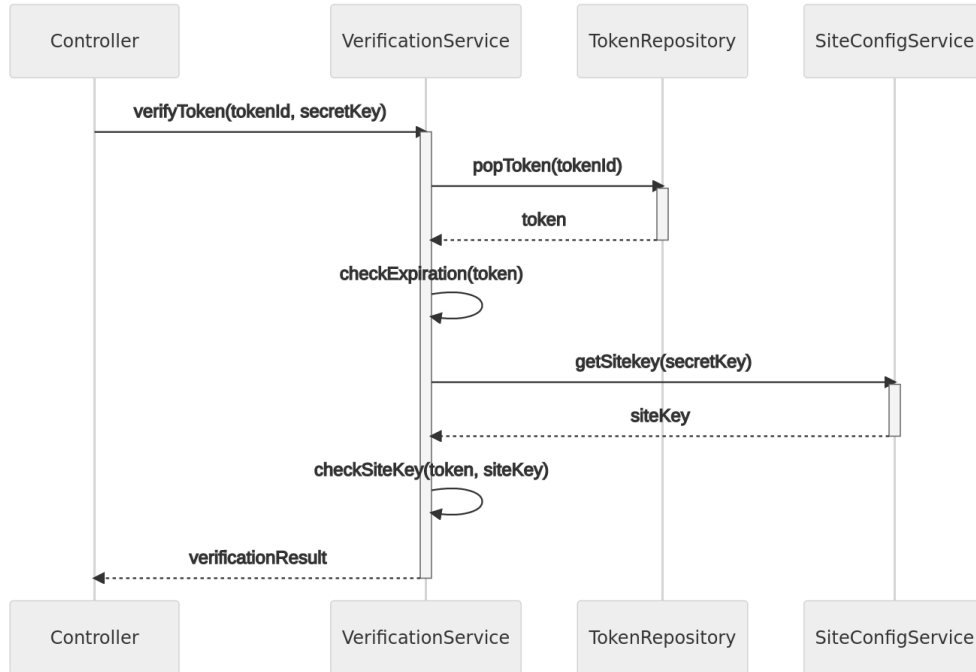 Controller
VerificationService
TokenRepository
SiteConfigService
verifyToken(tokenId, secretKey)
popToken(tokenId)
token
checkExpiration(token)
getSitekey(secretKey)
siteKey
checkSiteKey(token, siteKey)
verificationResult
Controller
VerificationService
TokenRepository
SiteConfigService